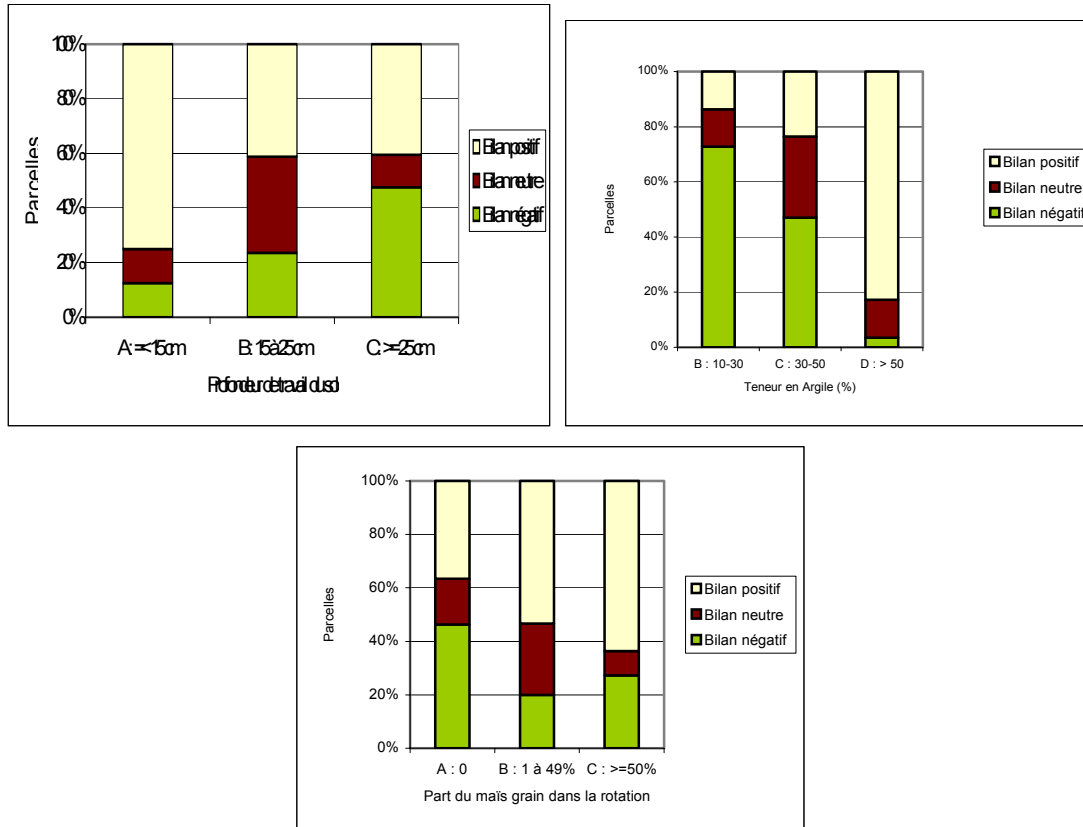 100%
80%
60%
40%
20%
0%
Parcelles
A : =<15cm
B : 15 à 25cm
C : >=25cm
Profondeur de travail du sol
Bilan positif
Bilan neutre
Bilan négatif
100%
80%
60%
40%
20%
0%
Parcelles
B : 10-30
C : 30-50
D : > 50
Teneur en Argile (%)
Bilan positif
Bilan neutre
Bilan négatif
100%
80%
60%
40%
20%
0%
Parcelles
A : 0
B : 1 à 49%
C : >=50%
Part du maïs grain dans la rotation
Bilan positif
Bilan neutre
Bilan négatif